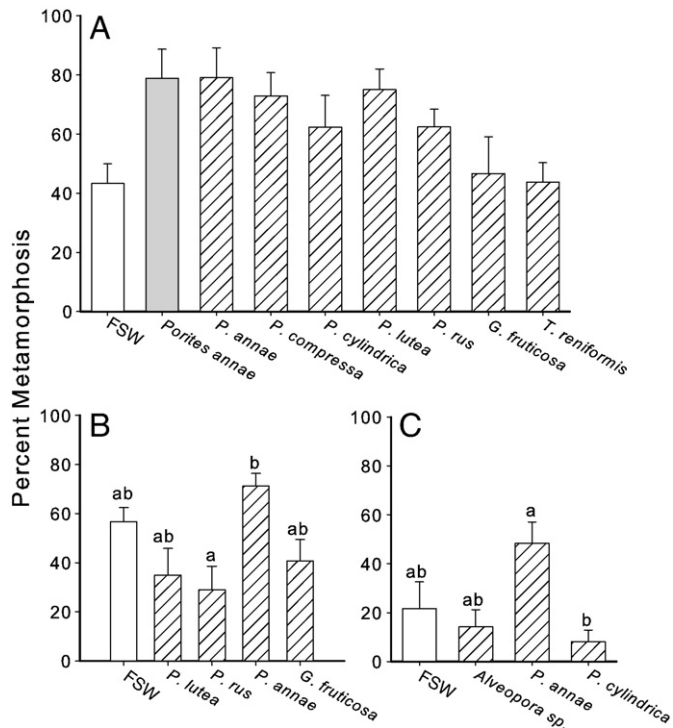 A
100
80
60
40
20
0
FSW
Porites annae
P. annae
P. compressa
P. cylindrica
P. lutea
P. rus
G. fruticosa
T. reniformis
Percent Metamorphosis
B
100
80
60
40
20
0
ab
ab
a
b
ab
FSW
P. lutea
P. rus
P. annae
G. fruticosa
C
100
80
60
40
20
0
ab
ab
a
b
FSW
Alveopora sp.
P. annae
P. cylindrica